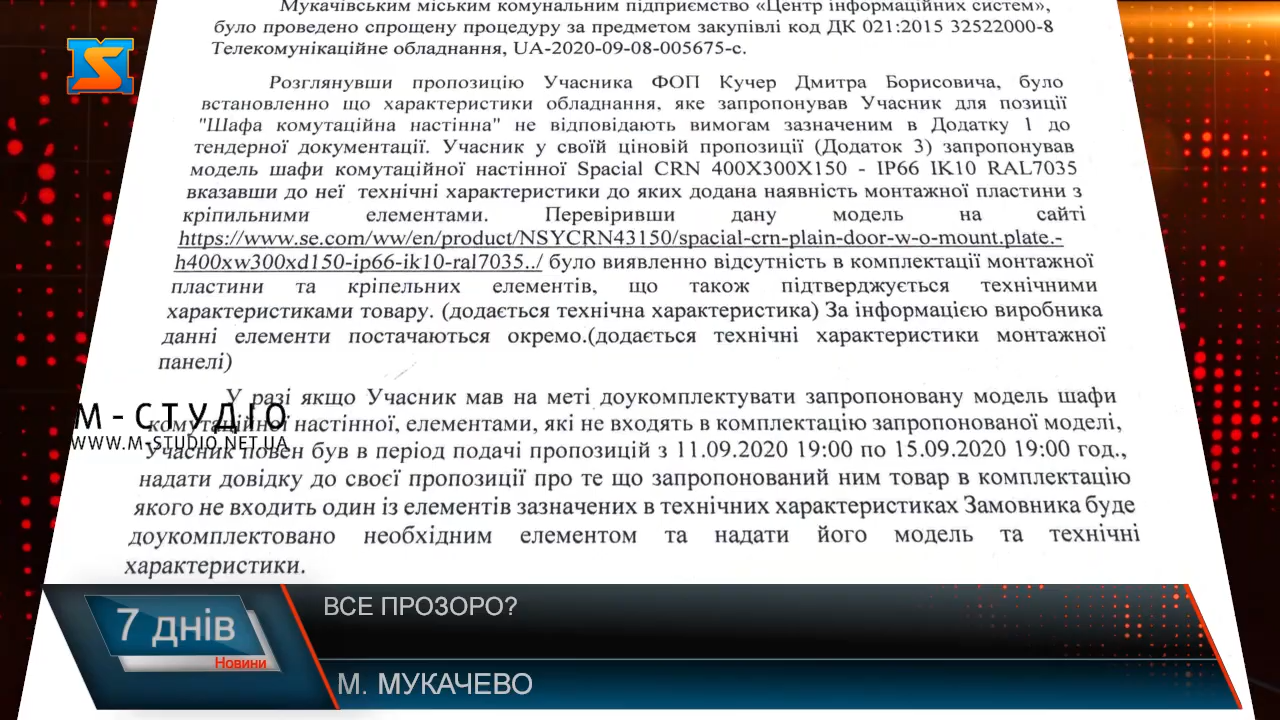 Мукачівським міським комунальним підприємство «Центр інформаційних систем»,
було проведено спрощену процедуру за предметом закупівлі код ДК 021:2015 32522000-8
Телекомунікаційне обладнання, UA-2020-09-08-005675-с.
Розглянувши пропозицію Учасника ФОП Кучер Дмитра Борисовича, було
встановленно що характеристики обладнання, яке запропонував Учасник для позиції
"Шафа комутаційна настінна" не відповідають вимогам зазначеним в Додатку 1 до
тендерної документації. Учасник у своїй ціновій пропозиції (Додаток 3) запропонував
модель шафи комутаційної настінної Spacial CRN 400X300X150 - IP66 IK10 RAL7035
вказавши до неї технічні характеристики до яких додана наявність монтажної пластини з
кріпильними елементами. Перевіривши дану модель на сайті
https://www.se.com/ww/en/product/NSYCRN43150/spacial-crn-plain-door-w-o-mount.plate.-
h400xw300xd150-ip66-ik10-ral7035../ було виявленно відсутність в комплектації монтажної
пластини та кріпельних елементів, що також підтверджується технічними
характеристиками товару. (додається технічна характеристика) За інформацією виробника
данні елементи постачаються окремо.(додається технічні характеристики монтажної
панелі)
У разі якщо Учасник мав на меті доукомплектувати запропоновану модель шафи
комутаційної настінної, елементами, які не входять в комплектацію запропонованої моделі,
Учасник повен був в період подачі пропозицій з 11.09.2020 19:00 по 15.09.2020 19:00 год.,
надати довідку до своєї пропозиції про те що запропонований ним товар в комплектацію
якого не входить один із елементів зазначених в технічних характеристиках Замовника буде
доукомплектовано необхідним елементом та надати його модель та технічні
характеристики.
М-СТУДІО
WWW.M-STUDIO.NET.UA
7 днів
Новини
ВСЕ ПРОЗОРО?
М. МУКАЧЕВО